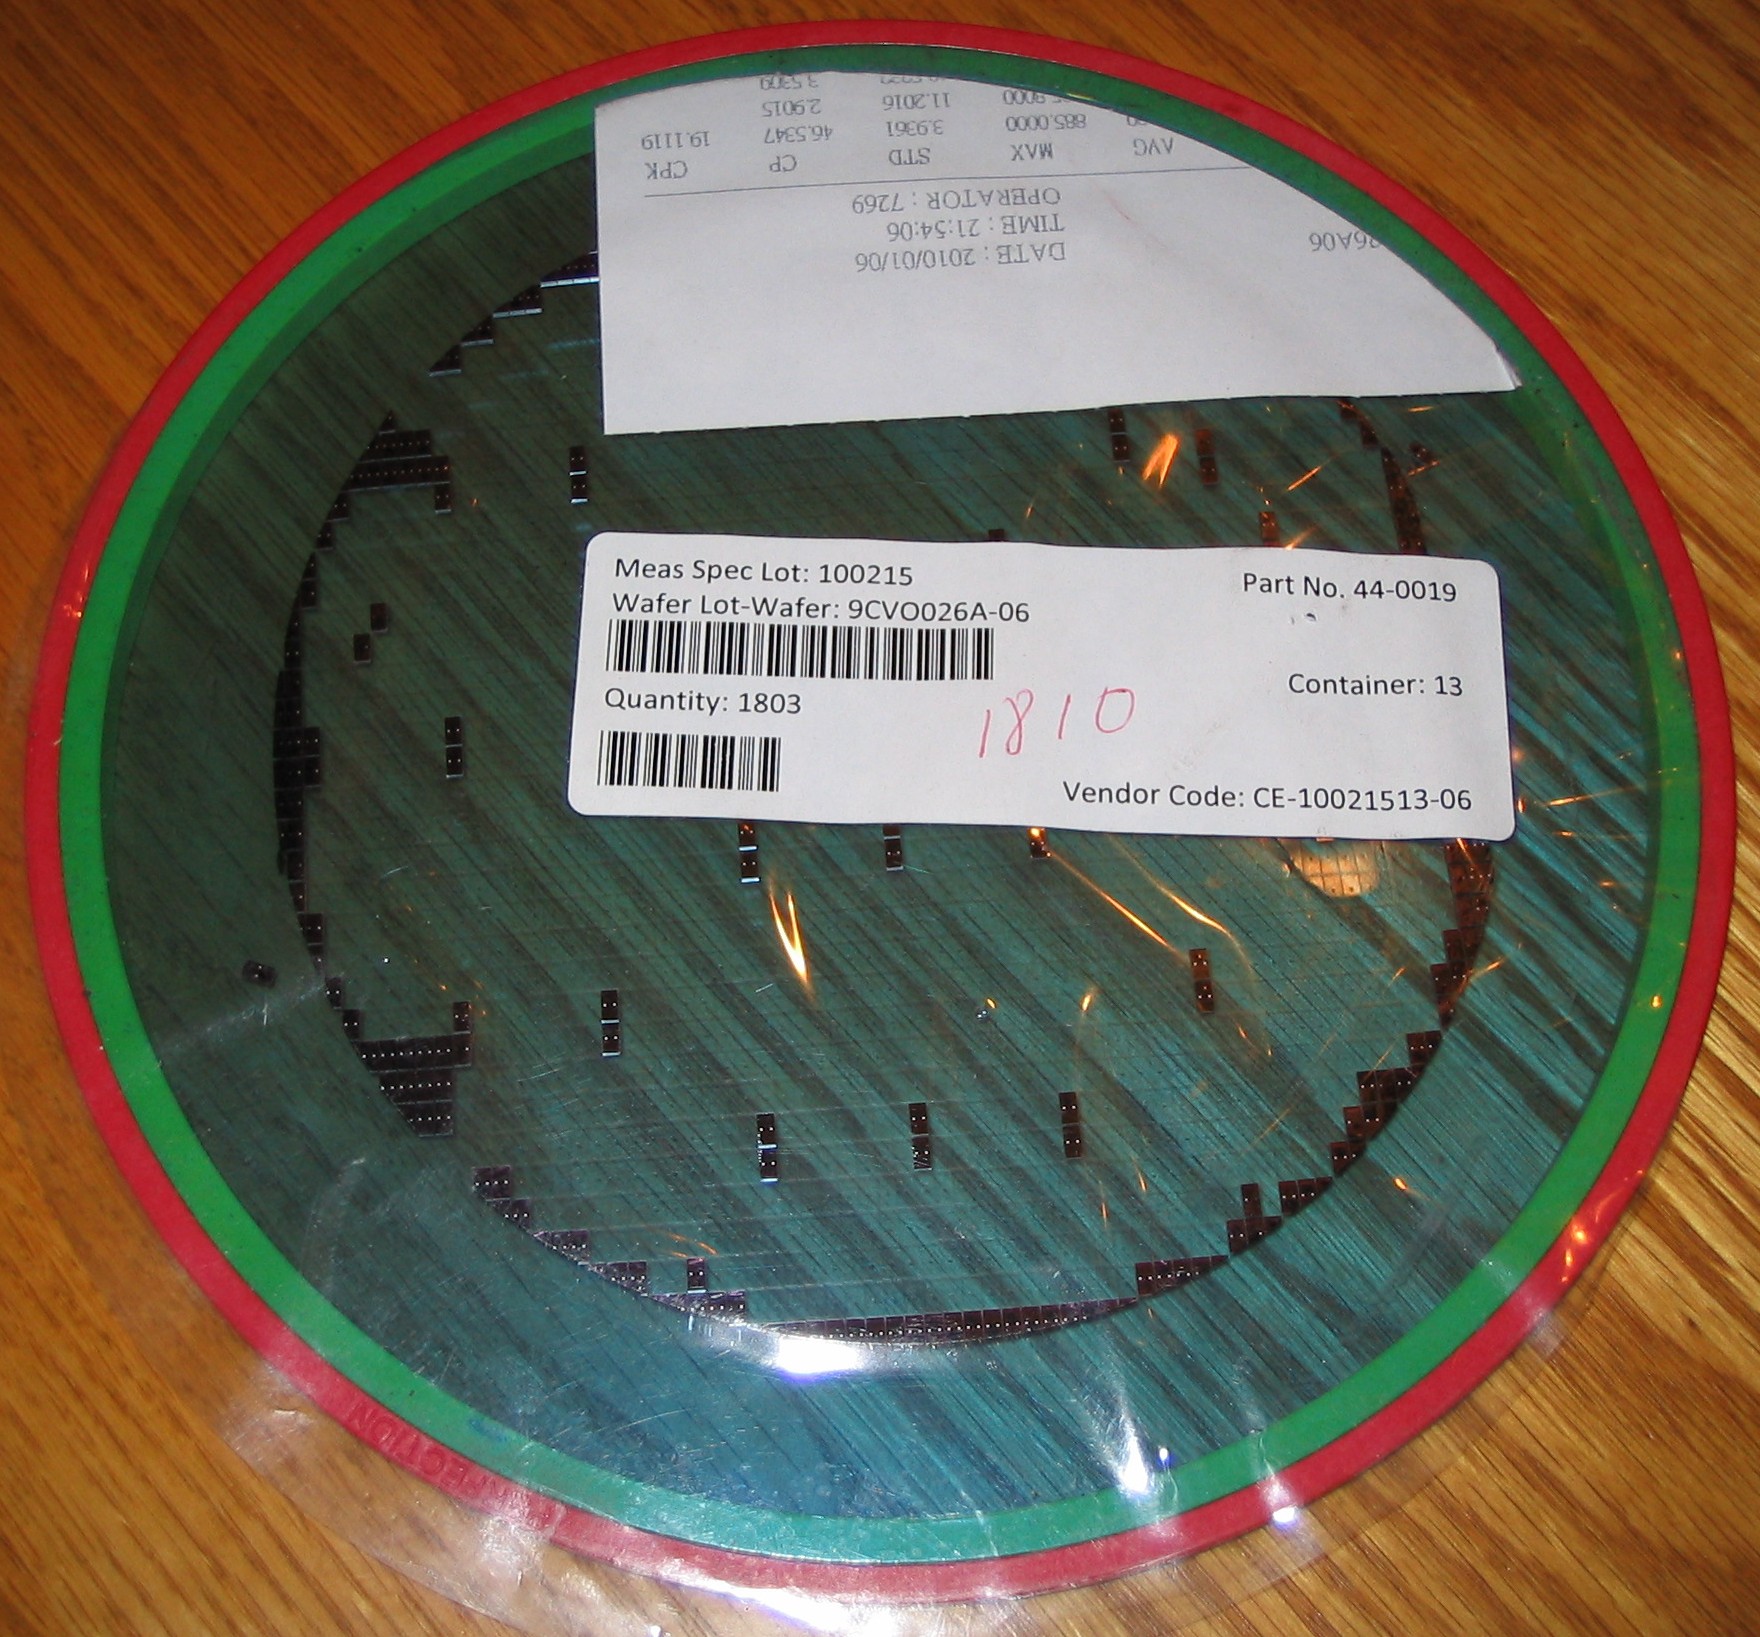 Meas Spec Lot: 100215
Wafer Lot-Wafer: 9CVO026A-06
Quantity: 1803
Part No. 44-0019
Container: 13
1810
Vendor Code: CE-10021513-06
DATE : 2010/01/06
TIME : 21:54:06
OPERATOR : 7269
AVG MAX STD CP CPK
885.0000 3.9361 46.5347 19.1119
11.2016 2.9015
3.5309